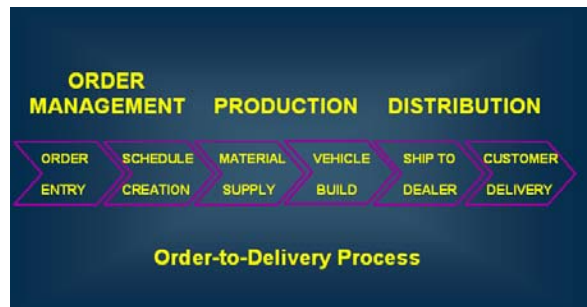 ORDER
MANAGEMENT PRODUCTION DISTRIBUTION
ORDER SCHEDULE MATERIAL VEHICLE SHIP TO CUSTOMER
ENTRY CREATION SUPPLY BUILD DEALER DELIVERY
Order-to-Delivery Process